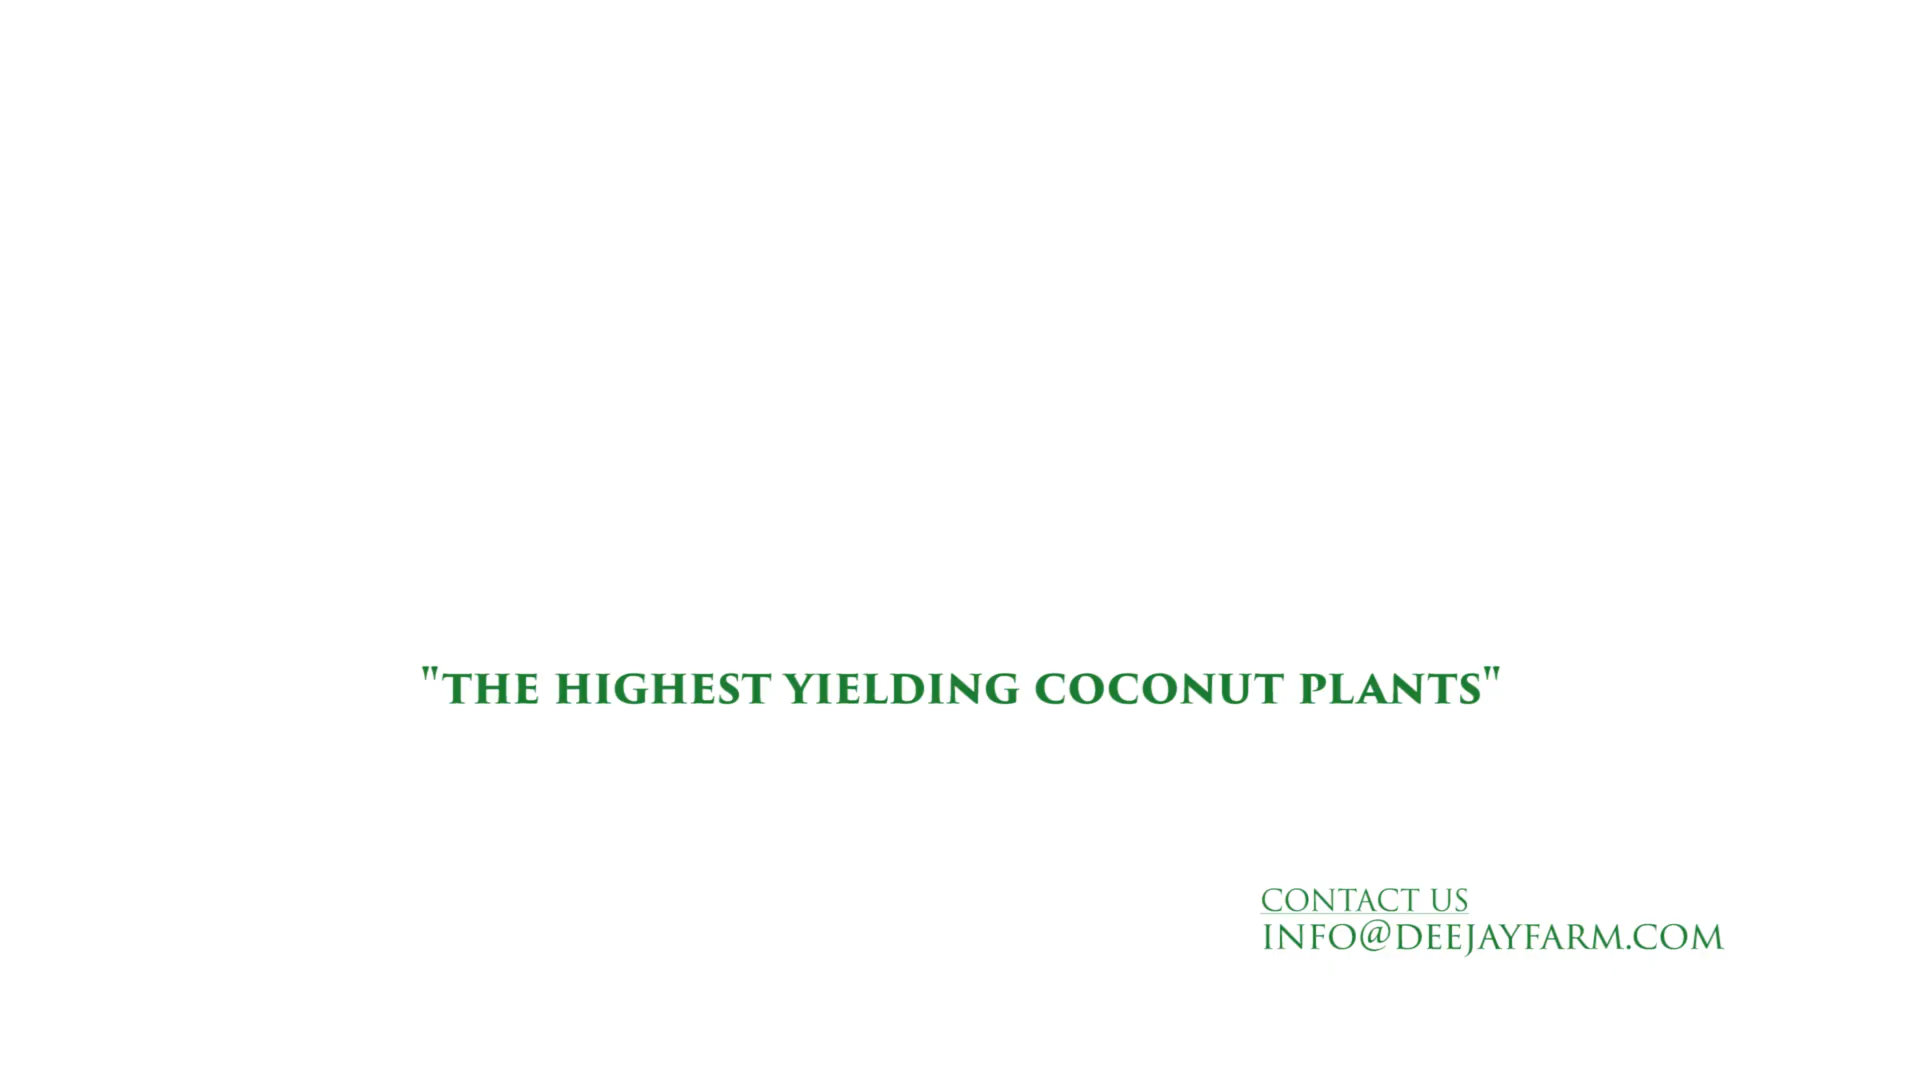 "THE HIGHEST YIELDING COCONUT PLANTS"
CONTACT US
INFO@DEEJAYFARM.COM